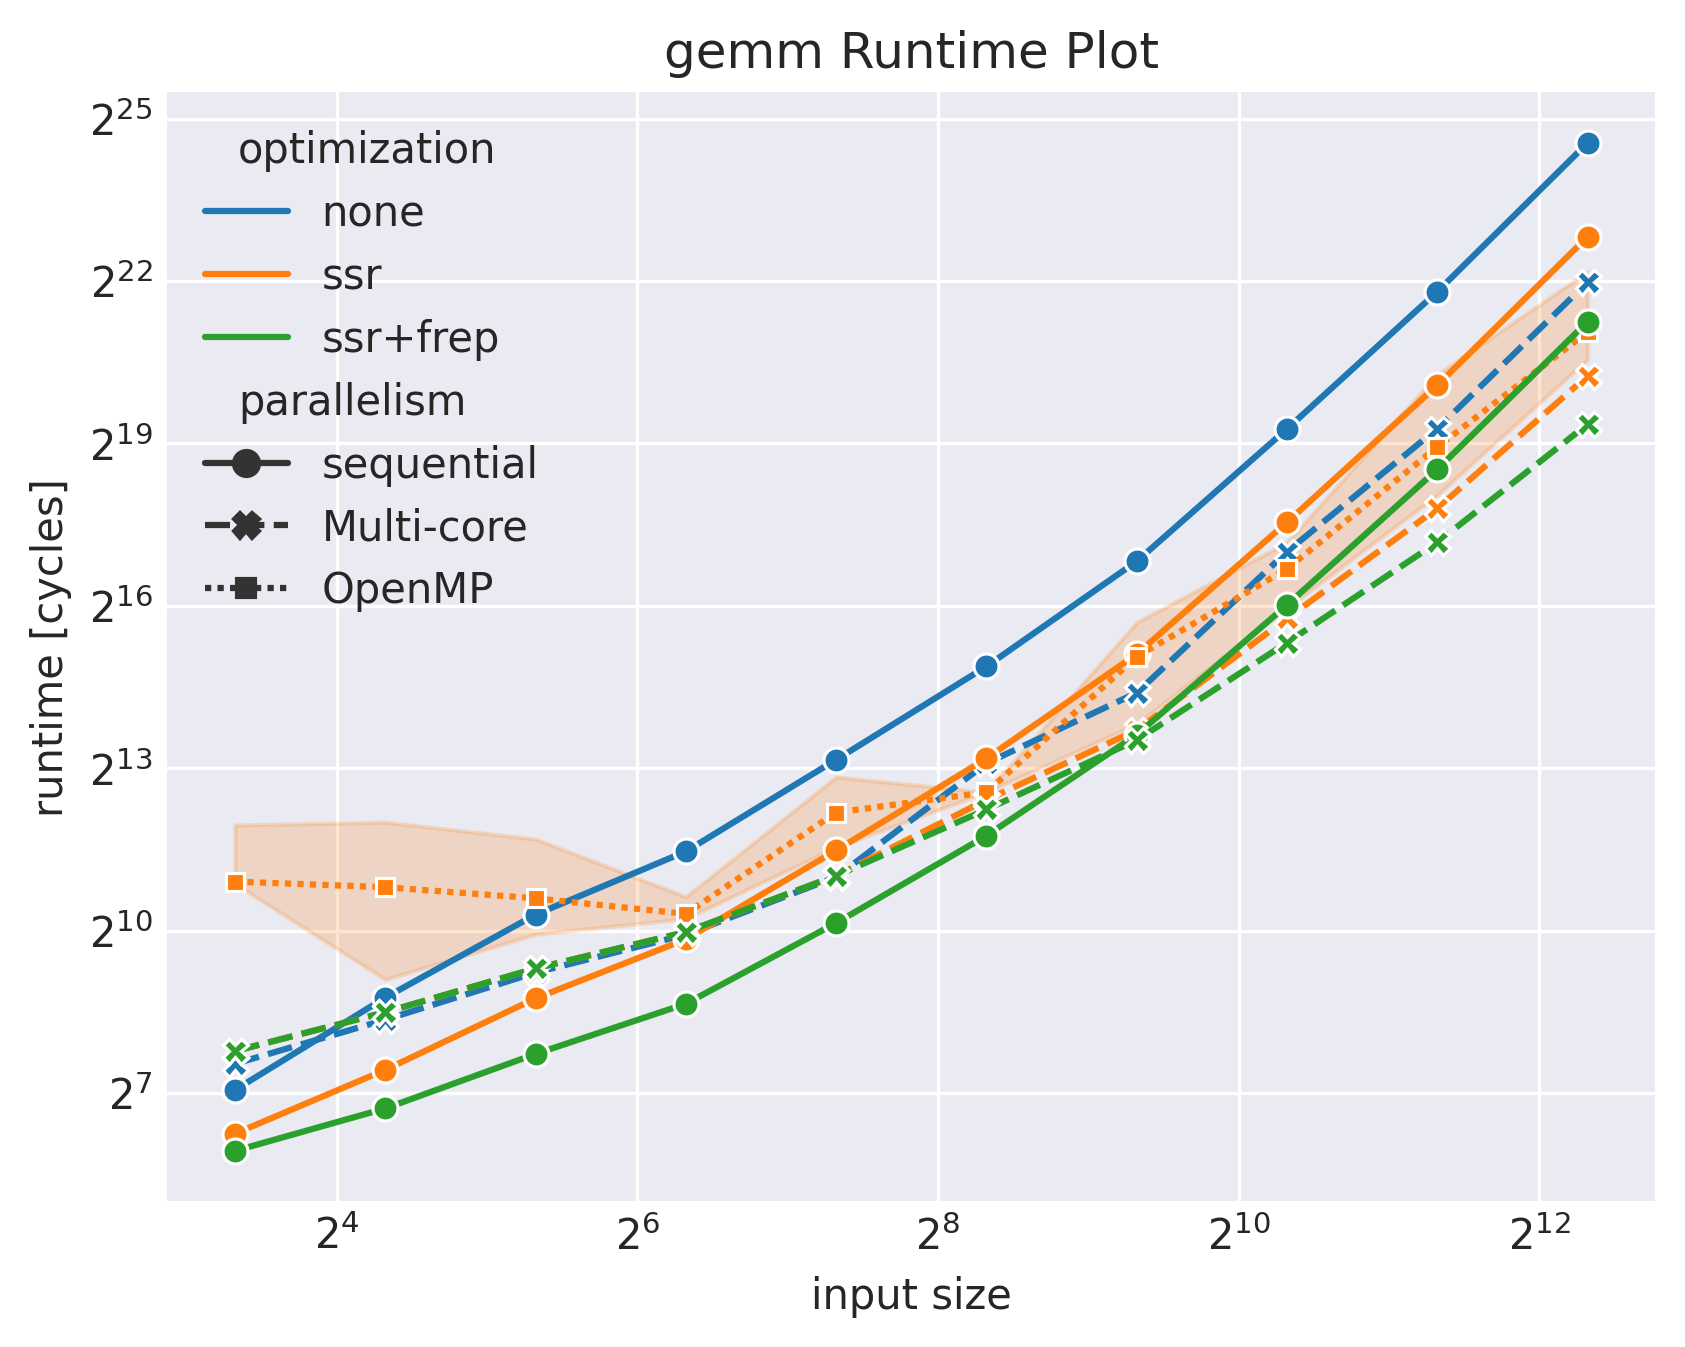 gemm Runtime Plot
2^25
2^22
2^19
2^16
2^13
2^10
2^7
runtime [cycles]
optimization
none
ssr
ssr+frep
parallelism
sequential
Multi-core
OpenMP
2^4 2^6 2^8 2^10 2^12
input size